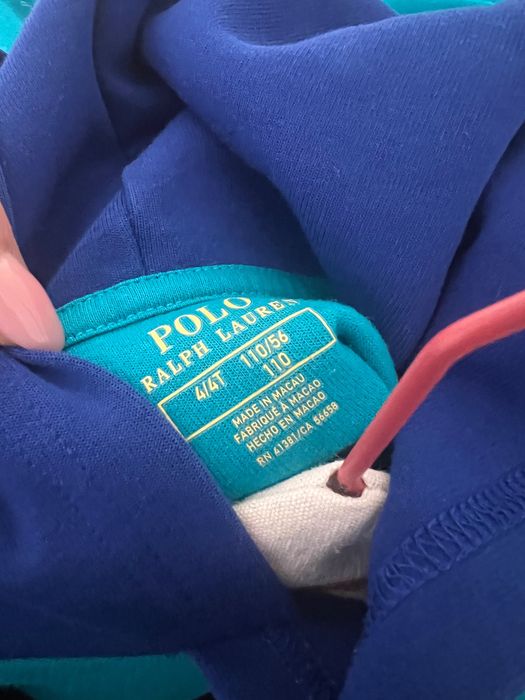 POLO
RALPH LAUREN
4/4T 110/56
110
MADE IN MACAU
FABRIQUÉ À MACAO
HECHO EN MACAO
RN 41381/CA 56658